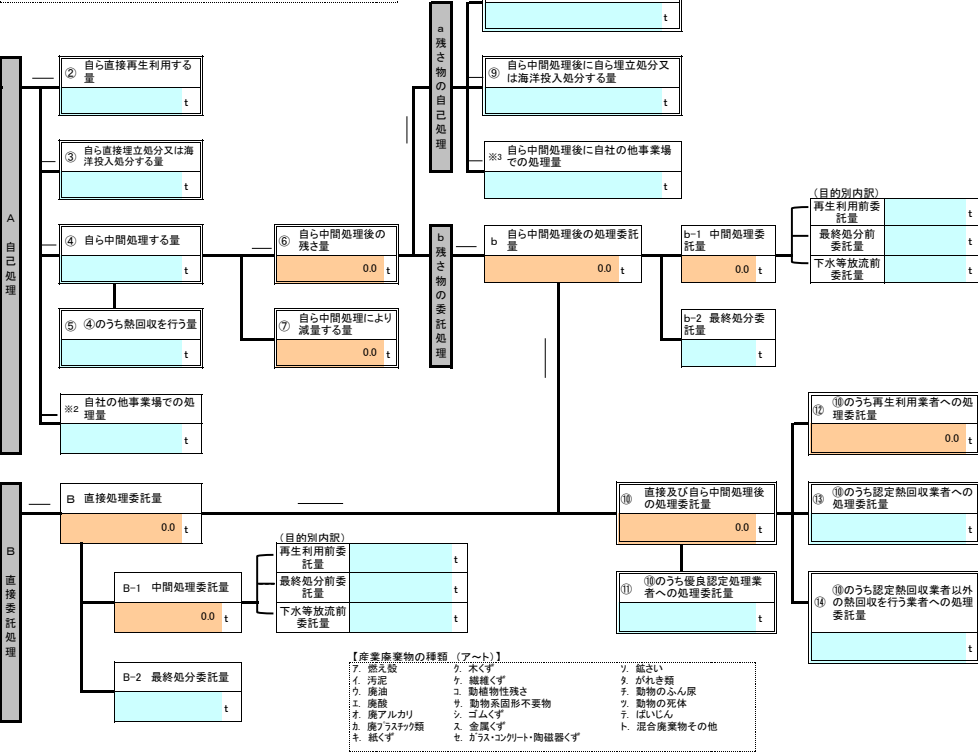 t
a 残さ物の自己処理
⑨ 自ら中間処理後に自ら埋立処分又
は海洋投入処分する量
t
※3 自ら中間処理後に自社の他事業場
での処理量
t
A 自己処理
② 自ら直接再生利用する
量
t
③ 自ら直接埋立処分又は海
洋投入処分する量
t
④ 自ら中間処理する量
t
⑤ ④のうち熱回収を行う量
t
※2 自社の他事業場での処
理量
t
⑥ 自ら中間処理後の
残さ量
0.0 t
⑦ 自ら中間処理により
減量する量
0.0 t
b 残さ物の委託処理
b 自ら中間処理後の処理委託
量
0.0 t
b-1 中間処理委
託量
0.0 t
b-2 最終処分委
託量
t
(目的別内訳)
再生利用前委
託量
t
最終処分前
委託量
t
下水等放流前
委託量
t
B 直接委託処理
B 直接処理委託量
0.0 t
B-1 中間処理委託量
0.0 t
B-2 最終処分委託量
t
(目的別内訳)
再生利用前委
託量
t
最終処分前委
託量
t
下水等放流前
委託量
t
⑩ 直接及び自ら中間処理後
の処理委託量
0.0 t
⑪ ⑩のうち優良認定処理業
者への処理委託量
t
⑫ ⑩のうち再生利用業者への処
理委託量
0.0 t
⑬ ⑩のうち認定熱回収業者への
処理委託量
t
⑭ ⑩のうち認定熱回収業者以外
の熱回収を行う業者への処理
委託量
t
【産業廃棄物の種類 (ア～ト)】
ア. 燃え殻
イ. 汚泥
ウ. 廃油
エ. 廃酸
オ. 廃アルカリ
カ. 廃プラスチック類
キ. 紙くず
ク. 木くず
ケ. 繊維くず
コ. 動植物性残さ
サ. 動物系固形不要物
シ. ゴムくず
ス. 金属くず
セ. ガラス・コンクリート・陶磁器くず
ソ. 鉱さい
タ. がれき類
チ. 動物のふん尿
ツ. 動物の死体
テ. ばいじん
ト. 混合廃棄物その他